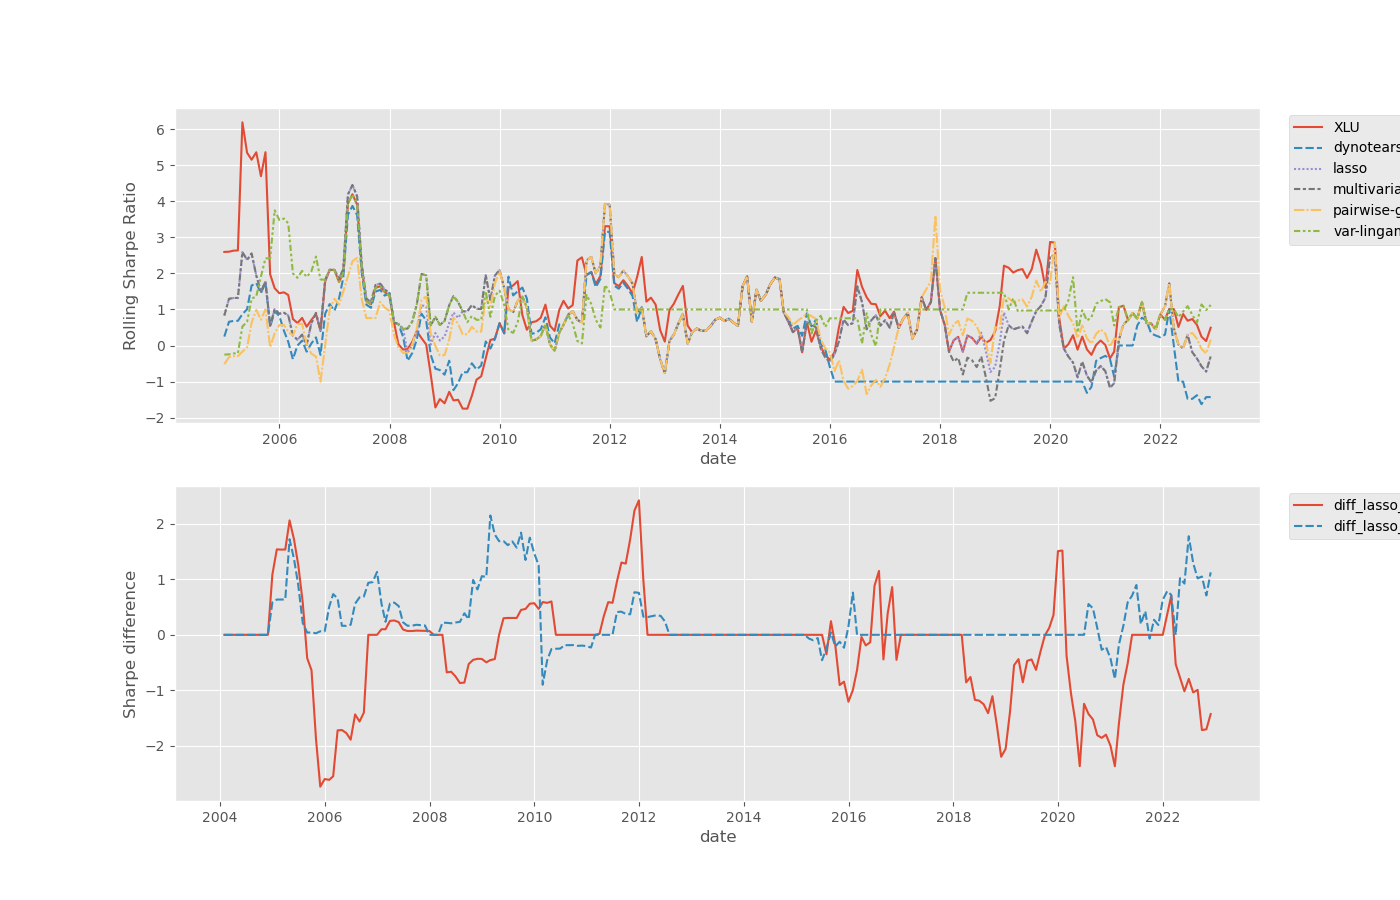 6
5
4
3
2
1
0
−1
−2
Rolling Sharpe Ratio
2006 2008 2010 2012 2014 2016 2018 2020 2022
date
XLU
dynotears
lasso
multivaria
pairwise-g
var-lingam
2
1
0
−1
−2
Sharpe difference
2004 2006 2008 2010 2012 2014 2016 2018 2020 2022
date
diff_lasso_
diff_lasso_